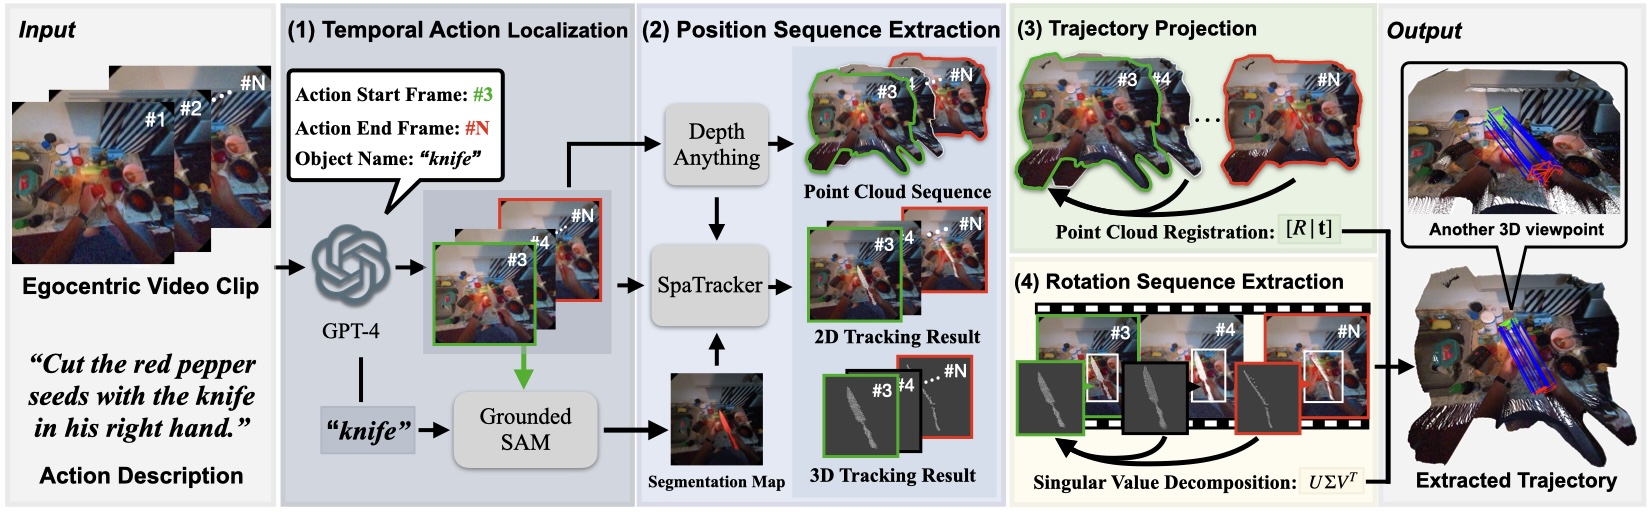 Input
#1
#2
#N
Egocentric Video Clip
“Cut the red pepper
seeds with the knife
in his right hand.”
Action Description
(1) Temporal Action Localization
Action Start Frame: #3
Action End Frame: #N
Object Name: “knife”
GPT-4
#3
#4
#N
“knife”
Grounded
SAM
(2) Position Sequence Extraction
Depth
Anything
SpaTracker
Segmentation Map
#3
#N
Point Cloud Sequence
#3
#4
#N
2D Tracking Result
#3
#4
#N
3D Tracking Result
(3) Trajectory Projection
#3
#4
#N
Point Cloud Registration: [R|t]
(4) Rotation Sequence Extraction
#3
#4
#N
Singular Value Decomposition: UΣVᵀ
Output
Another 3D viewpoint
Extracted Trajectory